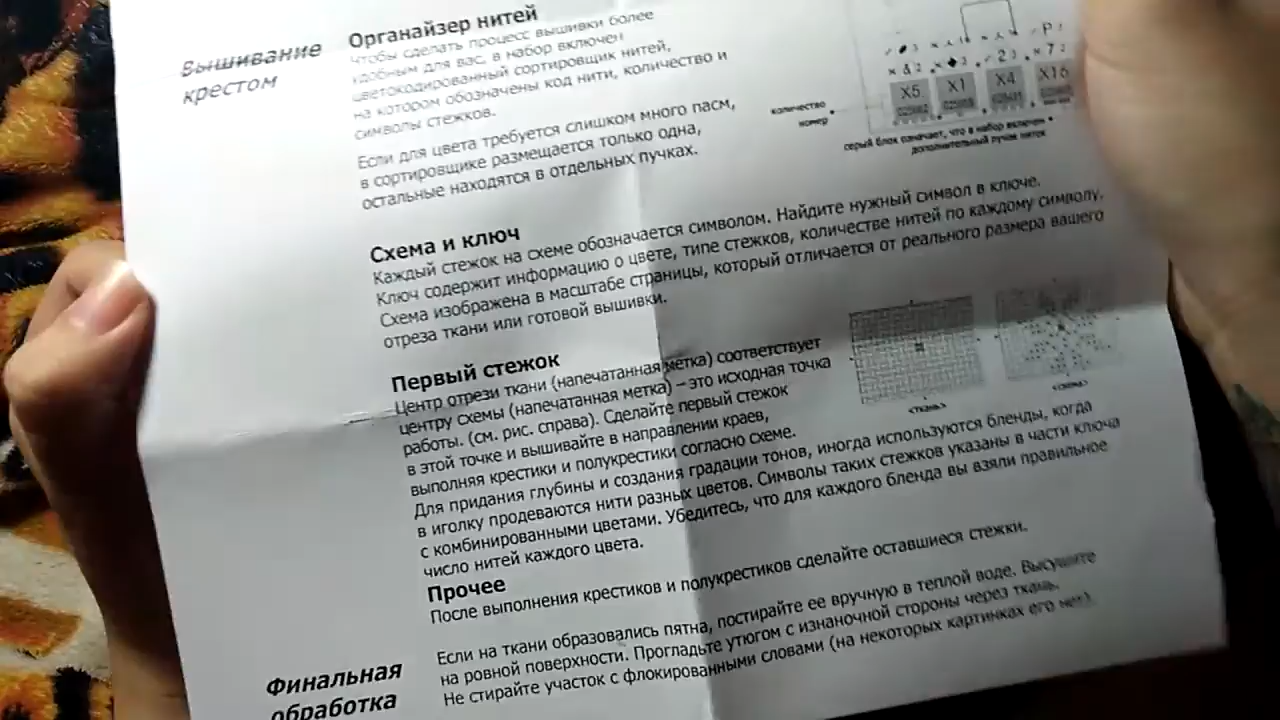 Вышивание
крестом
Органайзер нитей
Чтобы сделать процесс вышивки более
удобным для вас, в набор включен
цветокодированный сортировщик нитей,
на котором обозначены код нити, количество и
символы стежков.
Если для цвета требуется слишком много пасм,
в сортировщике размещается только одна,
остальные находятся в отдельных пучках.
X5 X1 X4 X16
количество
номер
серый блок означает, что в набор включен
дополнительный пучок ниток
Схема и ключ
Каждый стежок на схеме обозначается символом. Найдите нужный символ в ключе.
Ключ содержит информацию о цвете, типе стежков, количестве нитей по каждому символу.
Схема изображена в масштабе страницы, который отличается от реального размера вашего
отреза ткани или готовой вышивки.
Первый стежок
Центр отрези ткани (напечатанная метка) соответствует
центру схемы (напечатанная метка) – это исходная точка
работы. (см. рис. справа). Сделайте первый стежок
в этой точке и вышивайте в направлении краев,
выполняя крестики и полукрестики согласно схеме.
<ткань>
<схема>
Для придания глубины и создания градации тонов, иногда используются бленды, когда
в иголку продеваются нити разных цветов. Символы таких стежков указаны в части ключа
с комбинированными цветами. Убедитесь, что для каждого бленда вы взяли правильное
число нитей каждого цвета.
Прочее
После выполнения крестиков и полукрестиков сделайте оставшиеся стежки.
Финальная
обработка
Если на ткани образовались пятна, постирайте ее вручную в теплой воде. Высушите
на ровной поверхности. Прогладьте утюгом с изнаночной стороны через ткань.
Не стирайте участок с флокированными словами (на некоторых картинках его нет).